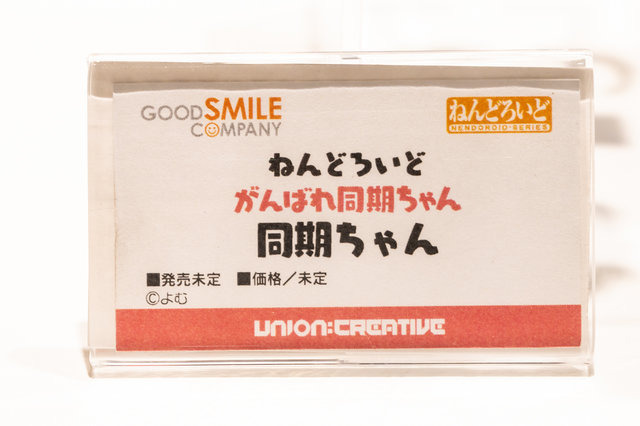 GOODSMILE
COMPANY
ねんどろいど
NENDOROID SERIES
ねんどろいど
がんばれ同期ちゃん
同期ちゃん
■発売未定 ■価格／未定
©よむ
UNION:CREATIVE